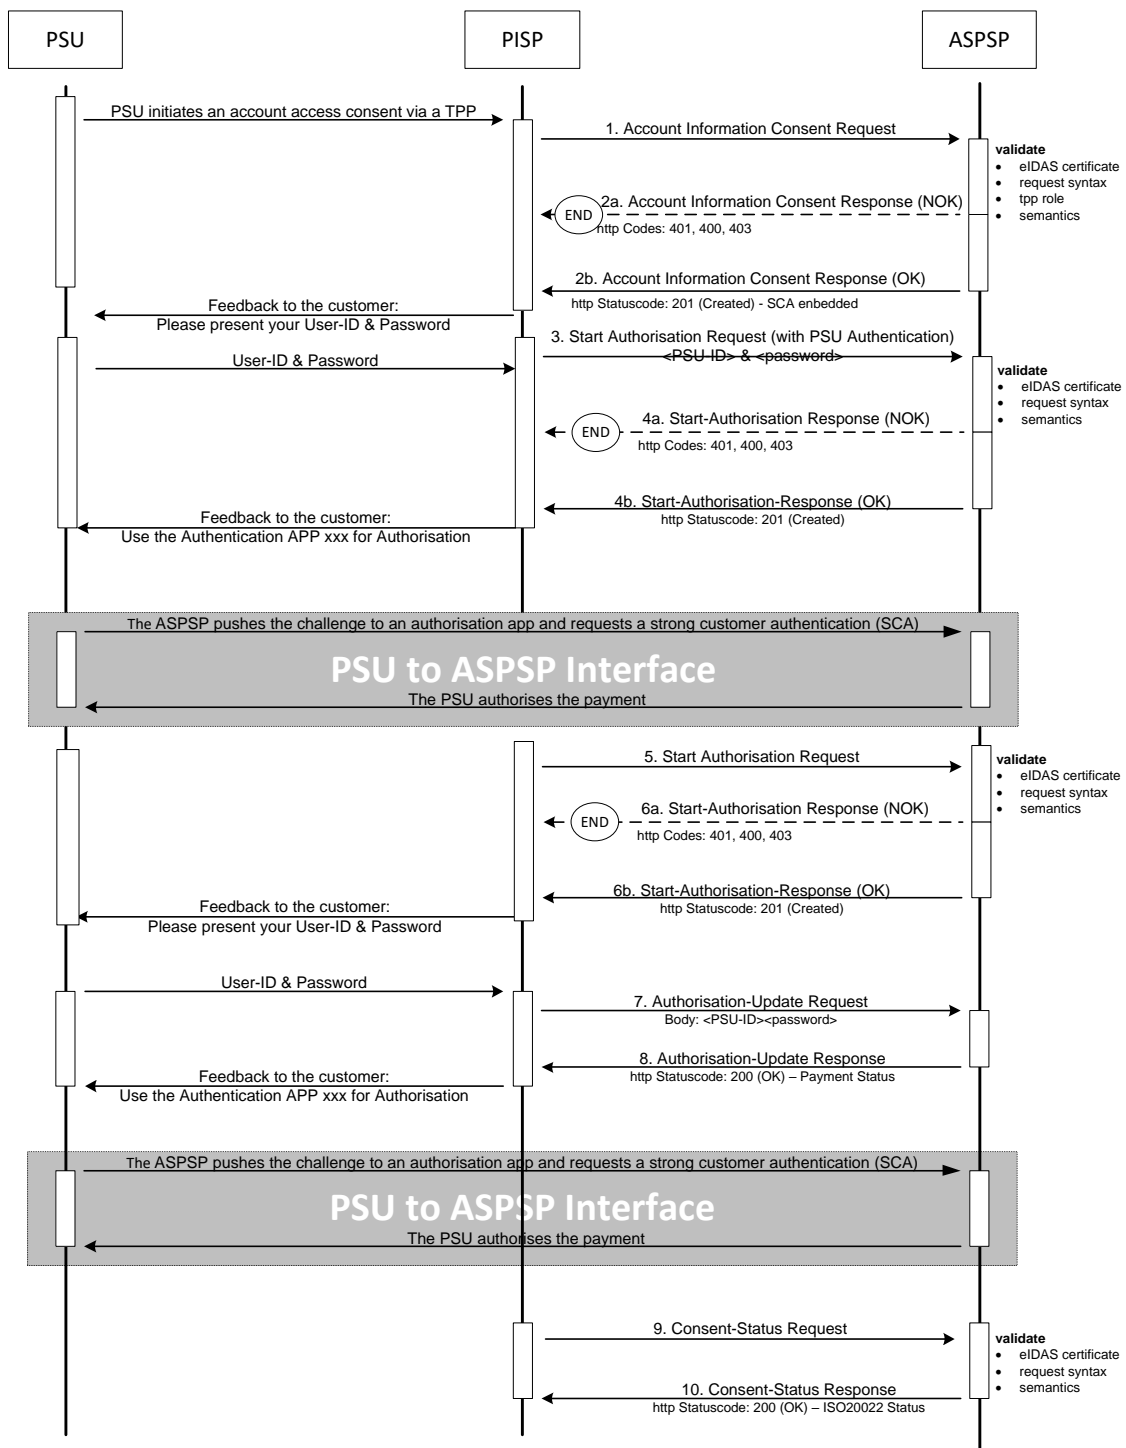 PSU
PISP
ASPSP
PSU initiates an account access consent via a TPP
1. Account Information Consent Request
validate
• eIDAS certificate
• request syntax
• tpp role
• semantics
2a. Account Information Consent Response (NOK)
END
http Codes: 401, 400, 403
2b. Account Information Consent Response (OK)
http Statuscode: 201 (Created) - SCA enbedded
Feedback to the customer:
Please present your User-ID & Password
3. Start Authorisation Request (with PSU Authentication)
<PSU-ID> & <password>
User-ID & Password
validate
• eIDAS certificate
• request syntax
• semantics
4a. Start-Authorisation Response (NOK)
END
http Codes: 401, 400, 403
4b. Start-Authorisation-Response (OK)
http Statuscode: 201 (Created)
Feedback to the customer:
Use the Authentication APP xxx for Authorisation
The ASPSP pushes the challenge to an authorisation app and requests a strong customer authentication (SCA)
PSU to ASPSP Interface
The PSU authorises the payment
5. Start Authorisation Request
validate
• eIDAS certificate
• request syntax
• semantics
6a. Start-Authorisation Response (NOK)
END
http Codes: 401, 400, 403
6b. Start-Authorisation-Response (OK)
http Statuscode: 201 (Created)
Feedback to the customer:
Please present your User-ID & Password
User-ID & Password
7. Authorisation-Update Request
Body: <PSU-ID><password>
8. Authorisation-Update Response
http Statuscode: 200 (OK) – Payment Status
Feedback to the customer:
Use the Authentication APP xxx for Authorisation
The ASPSP pushes the challenge to an authorisation app and requests a strong customer authentication (SCA)
PSU to ASPSP Interface
The PSU authorises the payment
9. Consent-Status Request
validate
• eIDAS certificate
• request syntax
• semantics
10. Consent-Status Response
http Statuscode: 200 (OK) – ISO20022 Status